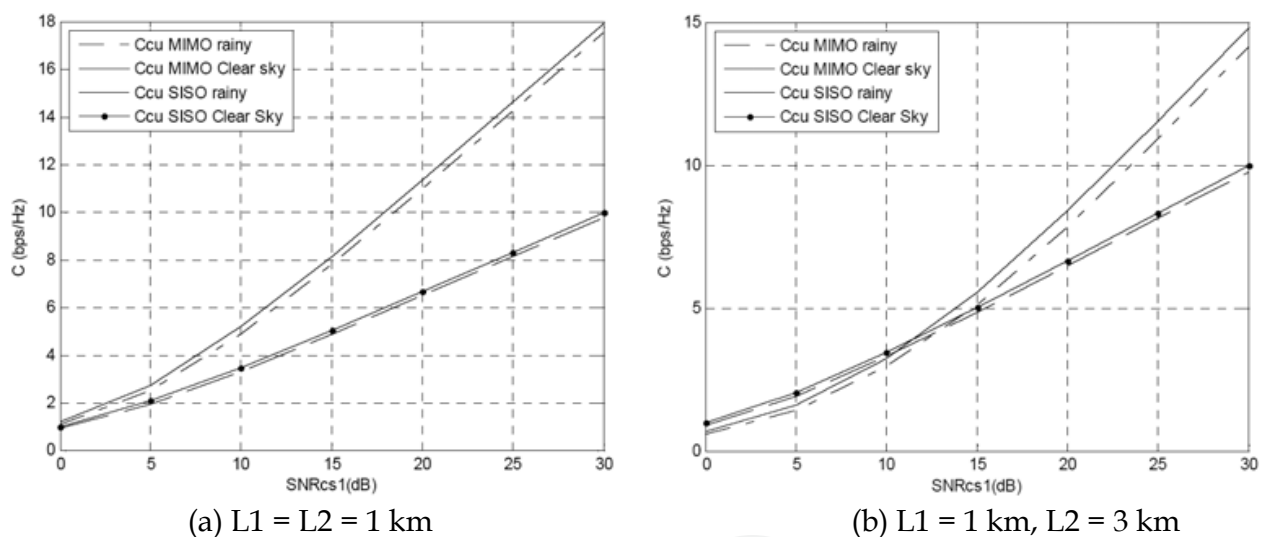 18
16
14
12
10
8
6
4
2
0
C (bps/Hz)
Ccu MIMO rainy
Ccu MIMO Clear sky
Ccu SISO rainy
Ccu SISO Clear Sky
0 5 10 15 20 25 30
SNRcs1(dB)
(a) L1 = L2 = 1 km
15
10
5
0
C (bps/Hz)
Ccu MIMO rainy
Ccu MIMO Clear sky
Ccu SISO rainy
Ccu SISO Clear Sky
0 5 10 15 20 25 30
SNRcs1(dB)
(b) L1 = 1 km, L2 = 3 km